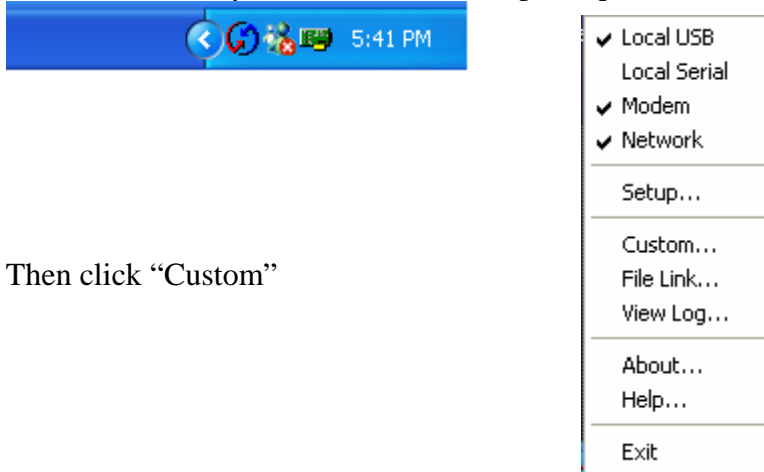 5:41 PM
Local USB
Local Serial
Modem
Network
Setup...
Custom...
Then click “Custom”
File Link...
View Log...
About...
Help...
Exit